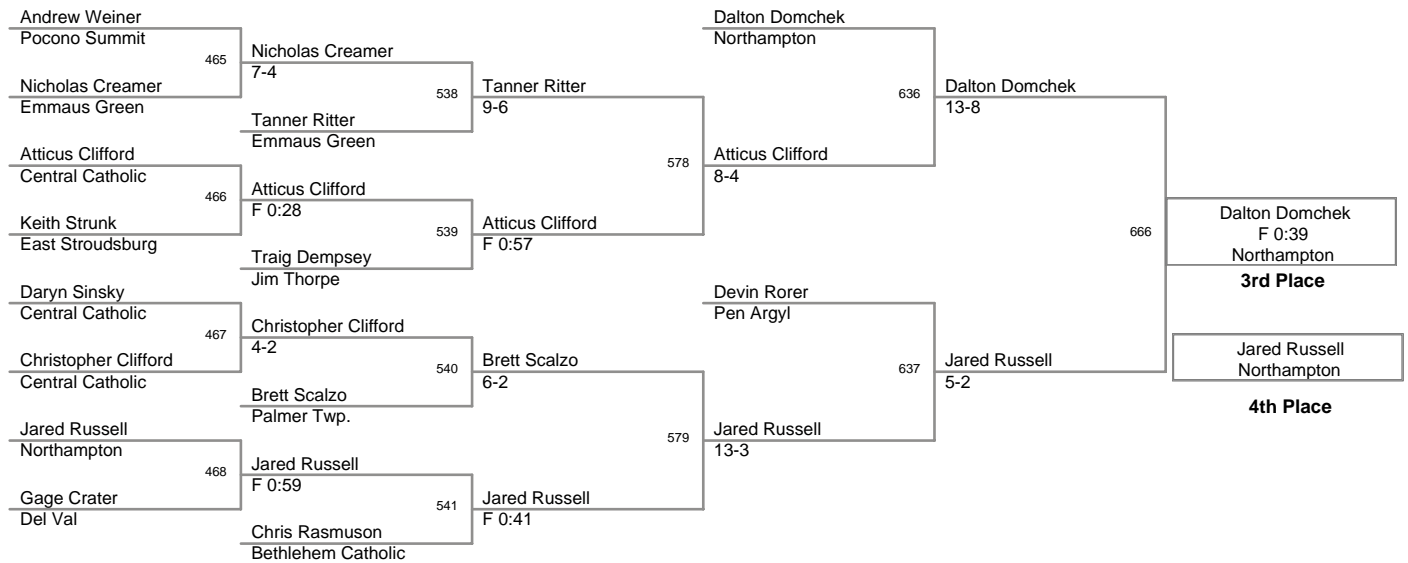 Andrew Weiner
Pocono Summit
465
Nicholas Creamer
Emmaus Green
Nicholas Creamer
7-4
538
Tanner Ritter
Emmaus Green
Tanner Ritter
9-6
Atticus Clifford
Central Catholic
466
Keith Strunk
East Stroudsburg
Atticus Clifford
F 0:28
539
Traig Dempsey
Jim Thorpe
Atticus Clifford
F 0:57
578
Atticus Clifford
8-4
Dalton Domchek
Northampton
636
Dalton Domchek
13-8
Daryn Sinsky
Central Catholic
467
Christopher Clifford
Central Catholic
Christopher Clifford
4-2
540
Brett Scalzo
Palmer Twp.
Brett Scalzo
6-2
Jared Russell
Northampton
468
Gage Crater
Del Val
Jared Russell
F 0:59
541
Chris Rasmuson
Bethlehem Catholic
Jared Russell
F 0:41
579
Jared Russell
13-3
Devin Rorer
Pen Argyl
637
Jared Russell
5-2
666
Dalton Domchek
F 0:39
Northampton
3rd Place
Jared Russell
Northampton
4th Place